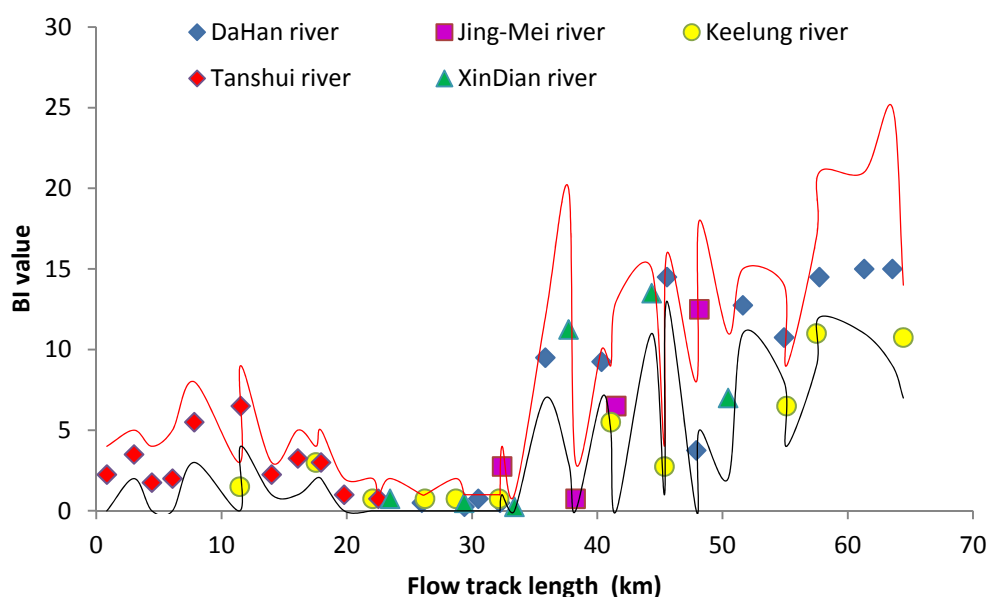 30
25
20
15
10
5
0
BI value
DaHan river
Jing-Mei river
Keelung river
Tanshui river
XinDian river
0 10 20 30 40 50 60 70
Flow track length (km)